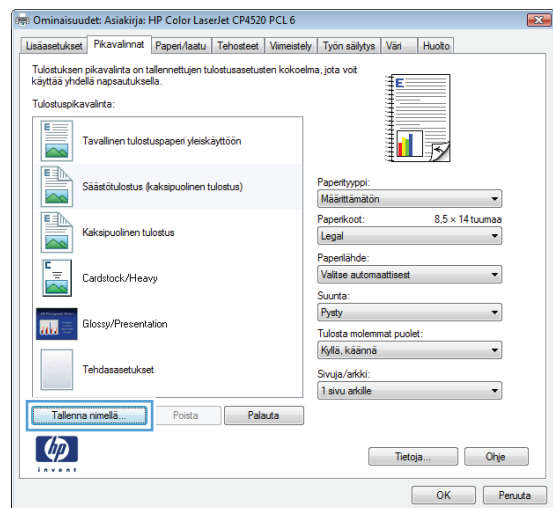 Ominaisuudet: Asiakirja: HP Color LaserJet CP4520 PCL 6
Lisäasetukset Pikavalinnat Paperi/laatu Tehosteet Viimeistely Työn säilytys Väri Huolto
Tulostuksen pikavalinta on tallennettujen tulostusasetusten kokoelma, jota voit
käyttää yhdellä napsautuksella.
Tulostuspikavalinta:
Tavallinen tulostuspaperi yleiskäyttöön
Säästötulostus (kaksipuolinen tulostus)
Kaksipuolinen tulostus
Cardstock/Heavy
Glossy/Presentation
Tehdasasetukset
Tallenna nimellä...
Poista
Palauta
E
Paperityyppi:
Määrittämätön
Paperikoot: 8,5 × 14 tuumaa
Legal
Paperilähde:
Valitse automaattisest
Suunta:
Pysty
Tulosta molemmat puolet:
Kyllä, käännä
Sivuja/arkki:
1 sivu arkille
hp
invent
Tietoja...
Ohje
OK
Peruuta